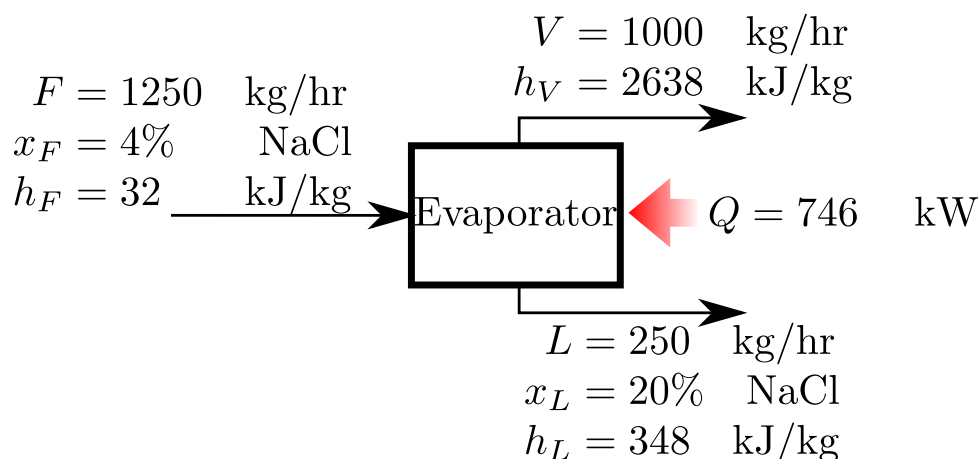 F = 1250 kg/hr
x_F = 4% NaCl
h_F = 32 kJ/kg
V = 1000 kg/hr
h_V = 2638 kJ/kg
Evaporator
Q = 746 kW
L = 250 kg/hr
x_L = 20% NaCl
h_L = 348 kJ/kg